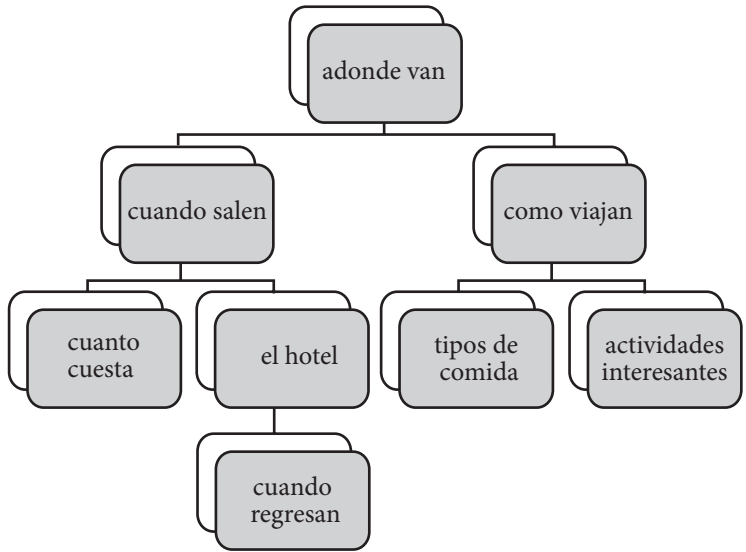 adonde van
cuando salen
como viajan
cuanto
cuesta
el hotel
tipos de
comida
actividades
interesantes
cuando
regresan